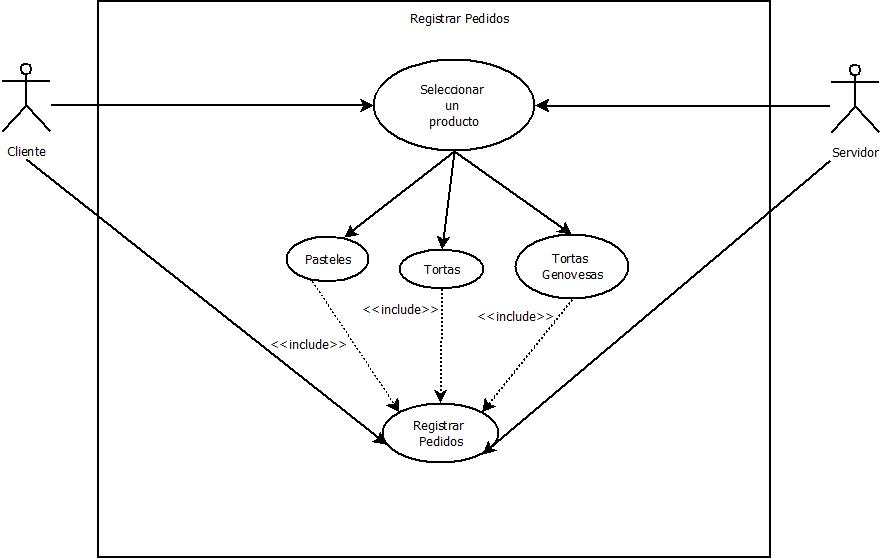 Registrar Pedidos
Seleccionar
un
producto
Cliente
Servidor
Pasteles
Tortas
Tortas
Genovesas
<<include>>
<<include>>
<<include>>
Registrar
Pedidos